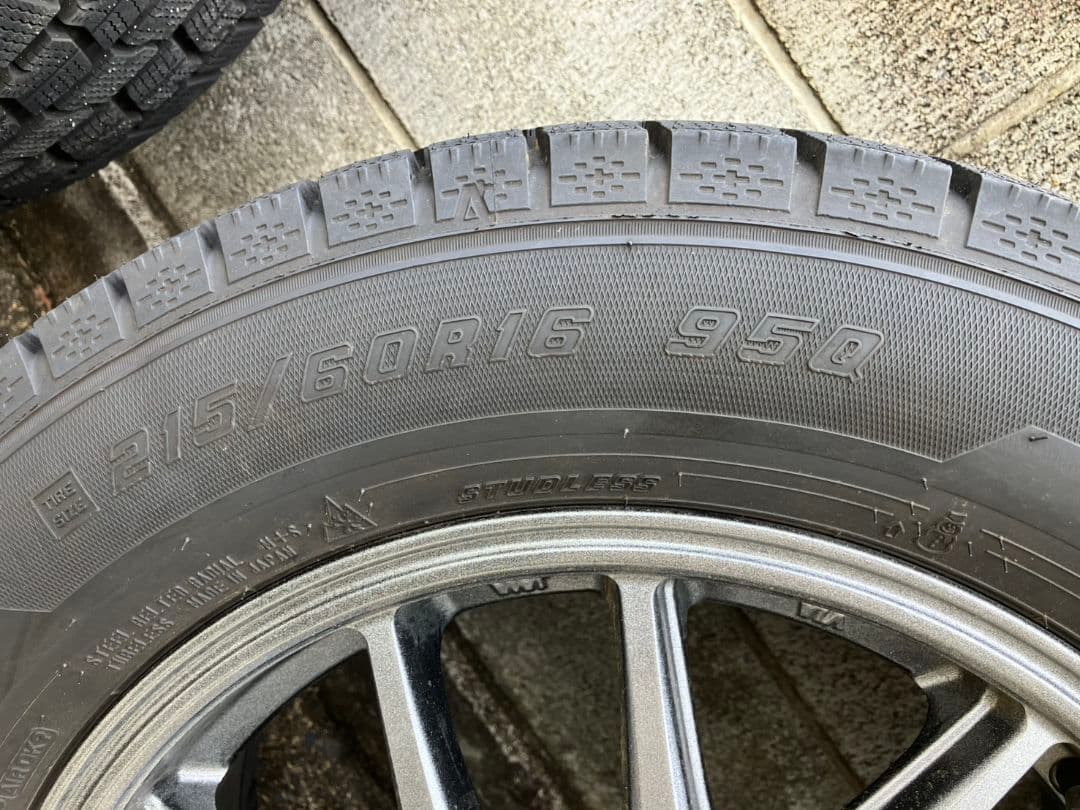 215/60R16 95Q
TIRE
SIZE
STUDLESS
STEEL BELTED RADIAL M+S
TUBELESS MADE IN JAPAN